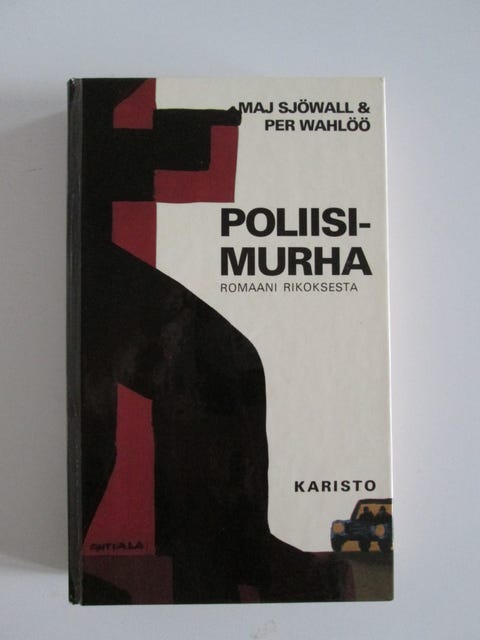 MAJ SJÖWALL &
PER WAHLÖÖ
POLIISI-
MURHA
ROMAANI RIKOKSESTA
KARISTO